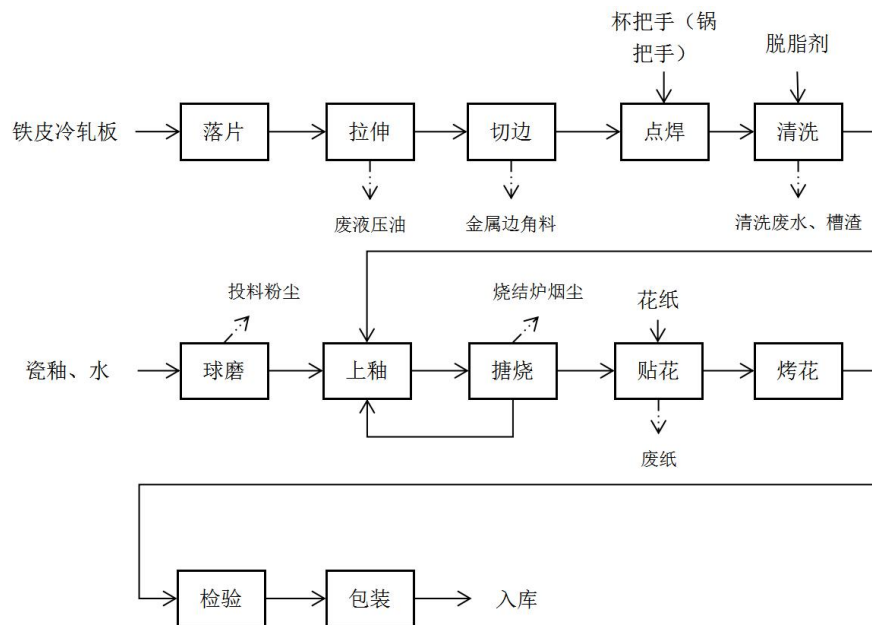 杯把手（锅
把手）
脱脂剂
铁皮冷轧板
落片
拉伸
切边
点焊
清洗
废液压油
金属边角料
清洗废水、槽渣
投料粉尘
烧结炉烟尘
花纸
瓷釉、水
球磨
上釉
搪烧
贴花
烤花
废纸
检验
包装
入库